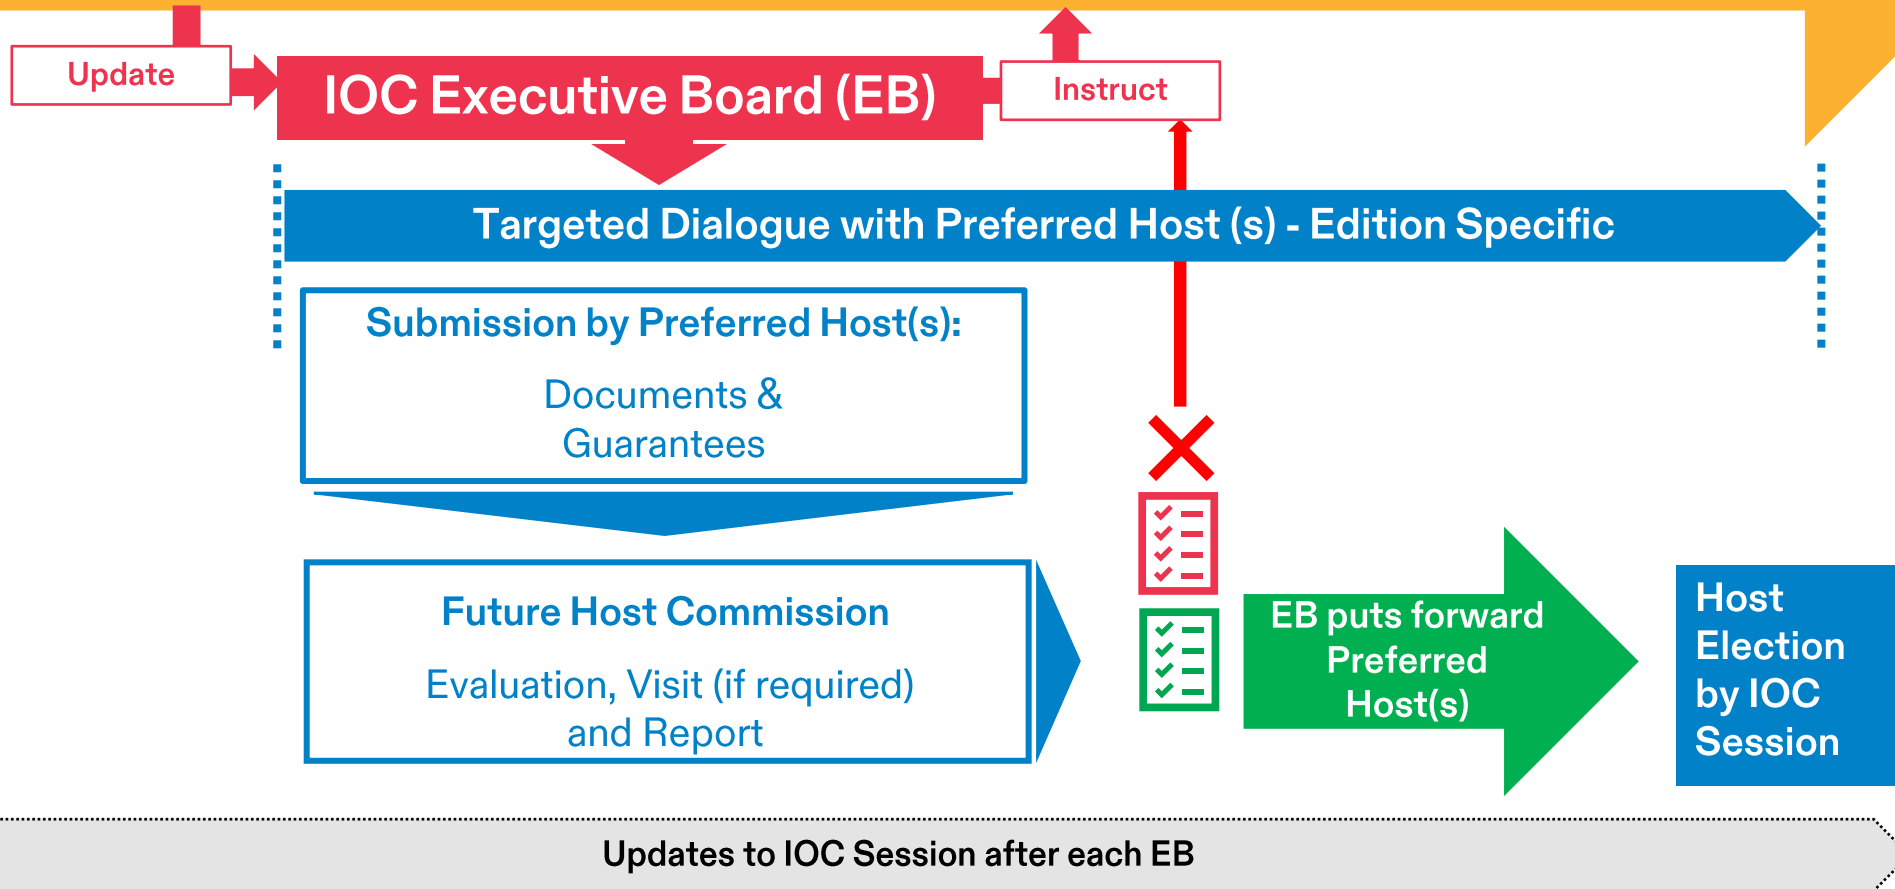 Update
IOC Executive Board (EB)
Instruct
Targeted Dialogue with Preferred Host (s) - Edition Specific
Submission by Preferred Host(s):
Documents &
Guarantees
Future Host Commission
Evaluation, Visit (if required)
and Report
EB puts forward
Preferred
Host(s)
Host
Election
by IOC
Session
Updates to IOC Session after each EB